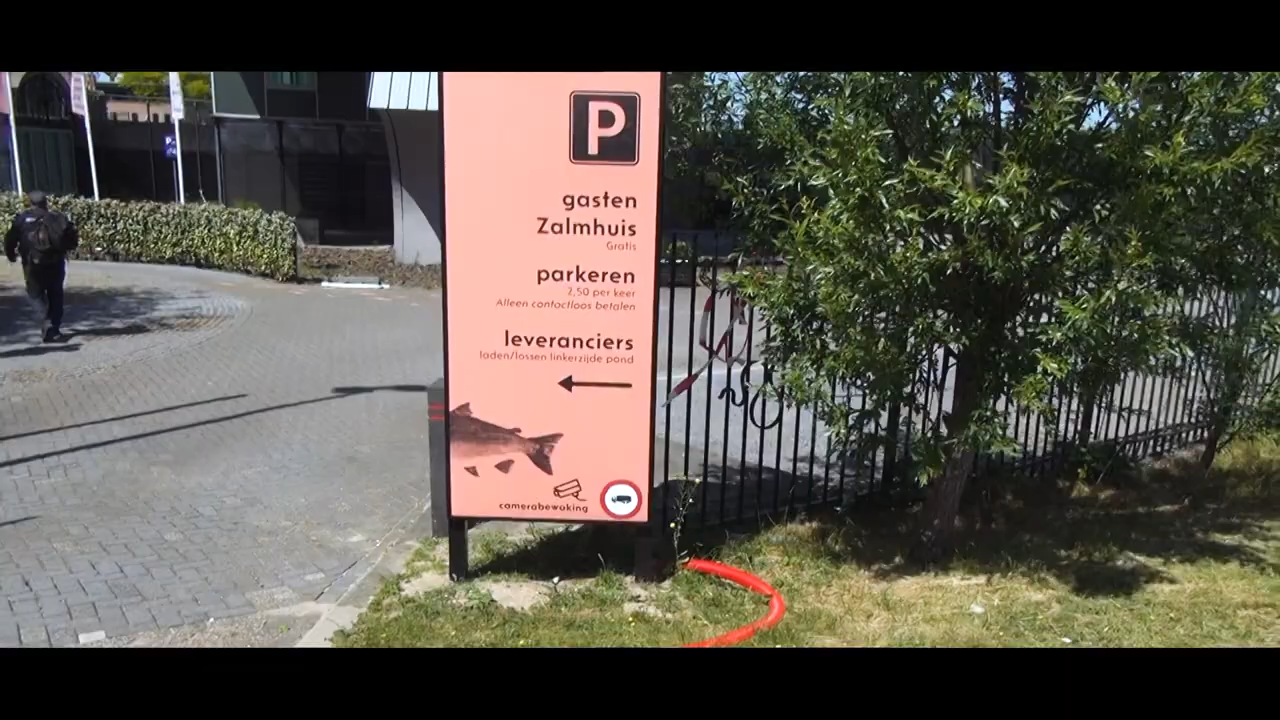 P
gasten
Zalmhuis
Gratis
parkeren
2,50 per keer
Alleen contactloos betalen
leveranciers
laden/lossen linkerzijde pand
camerabewaking